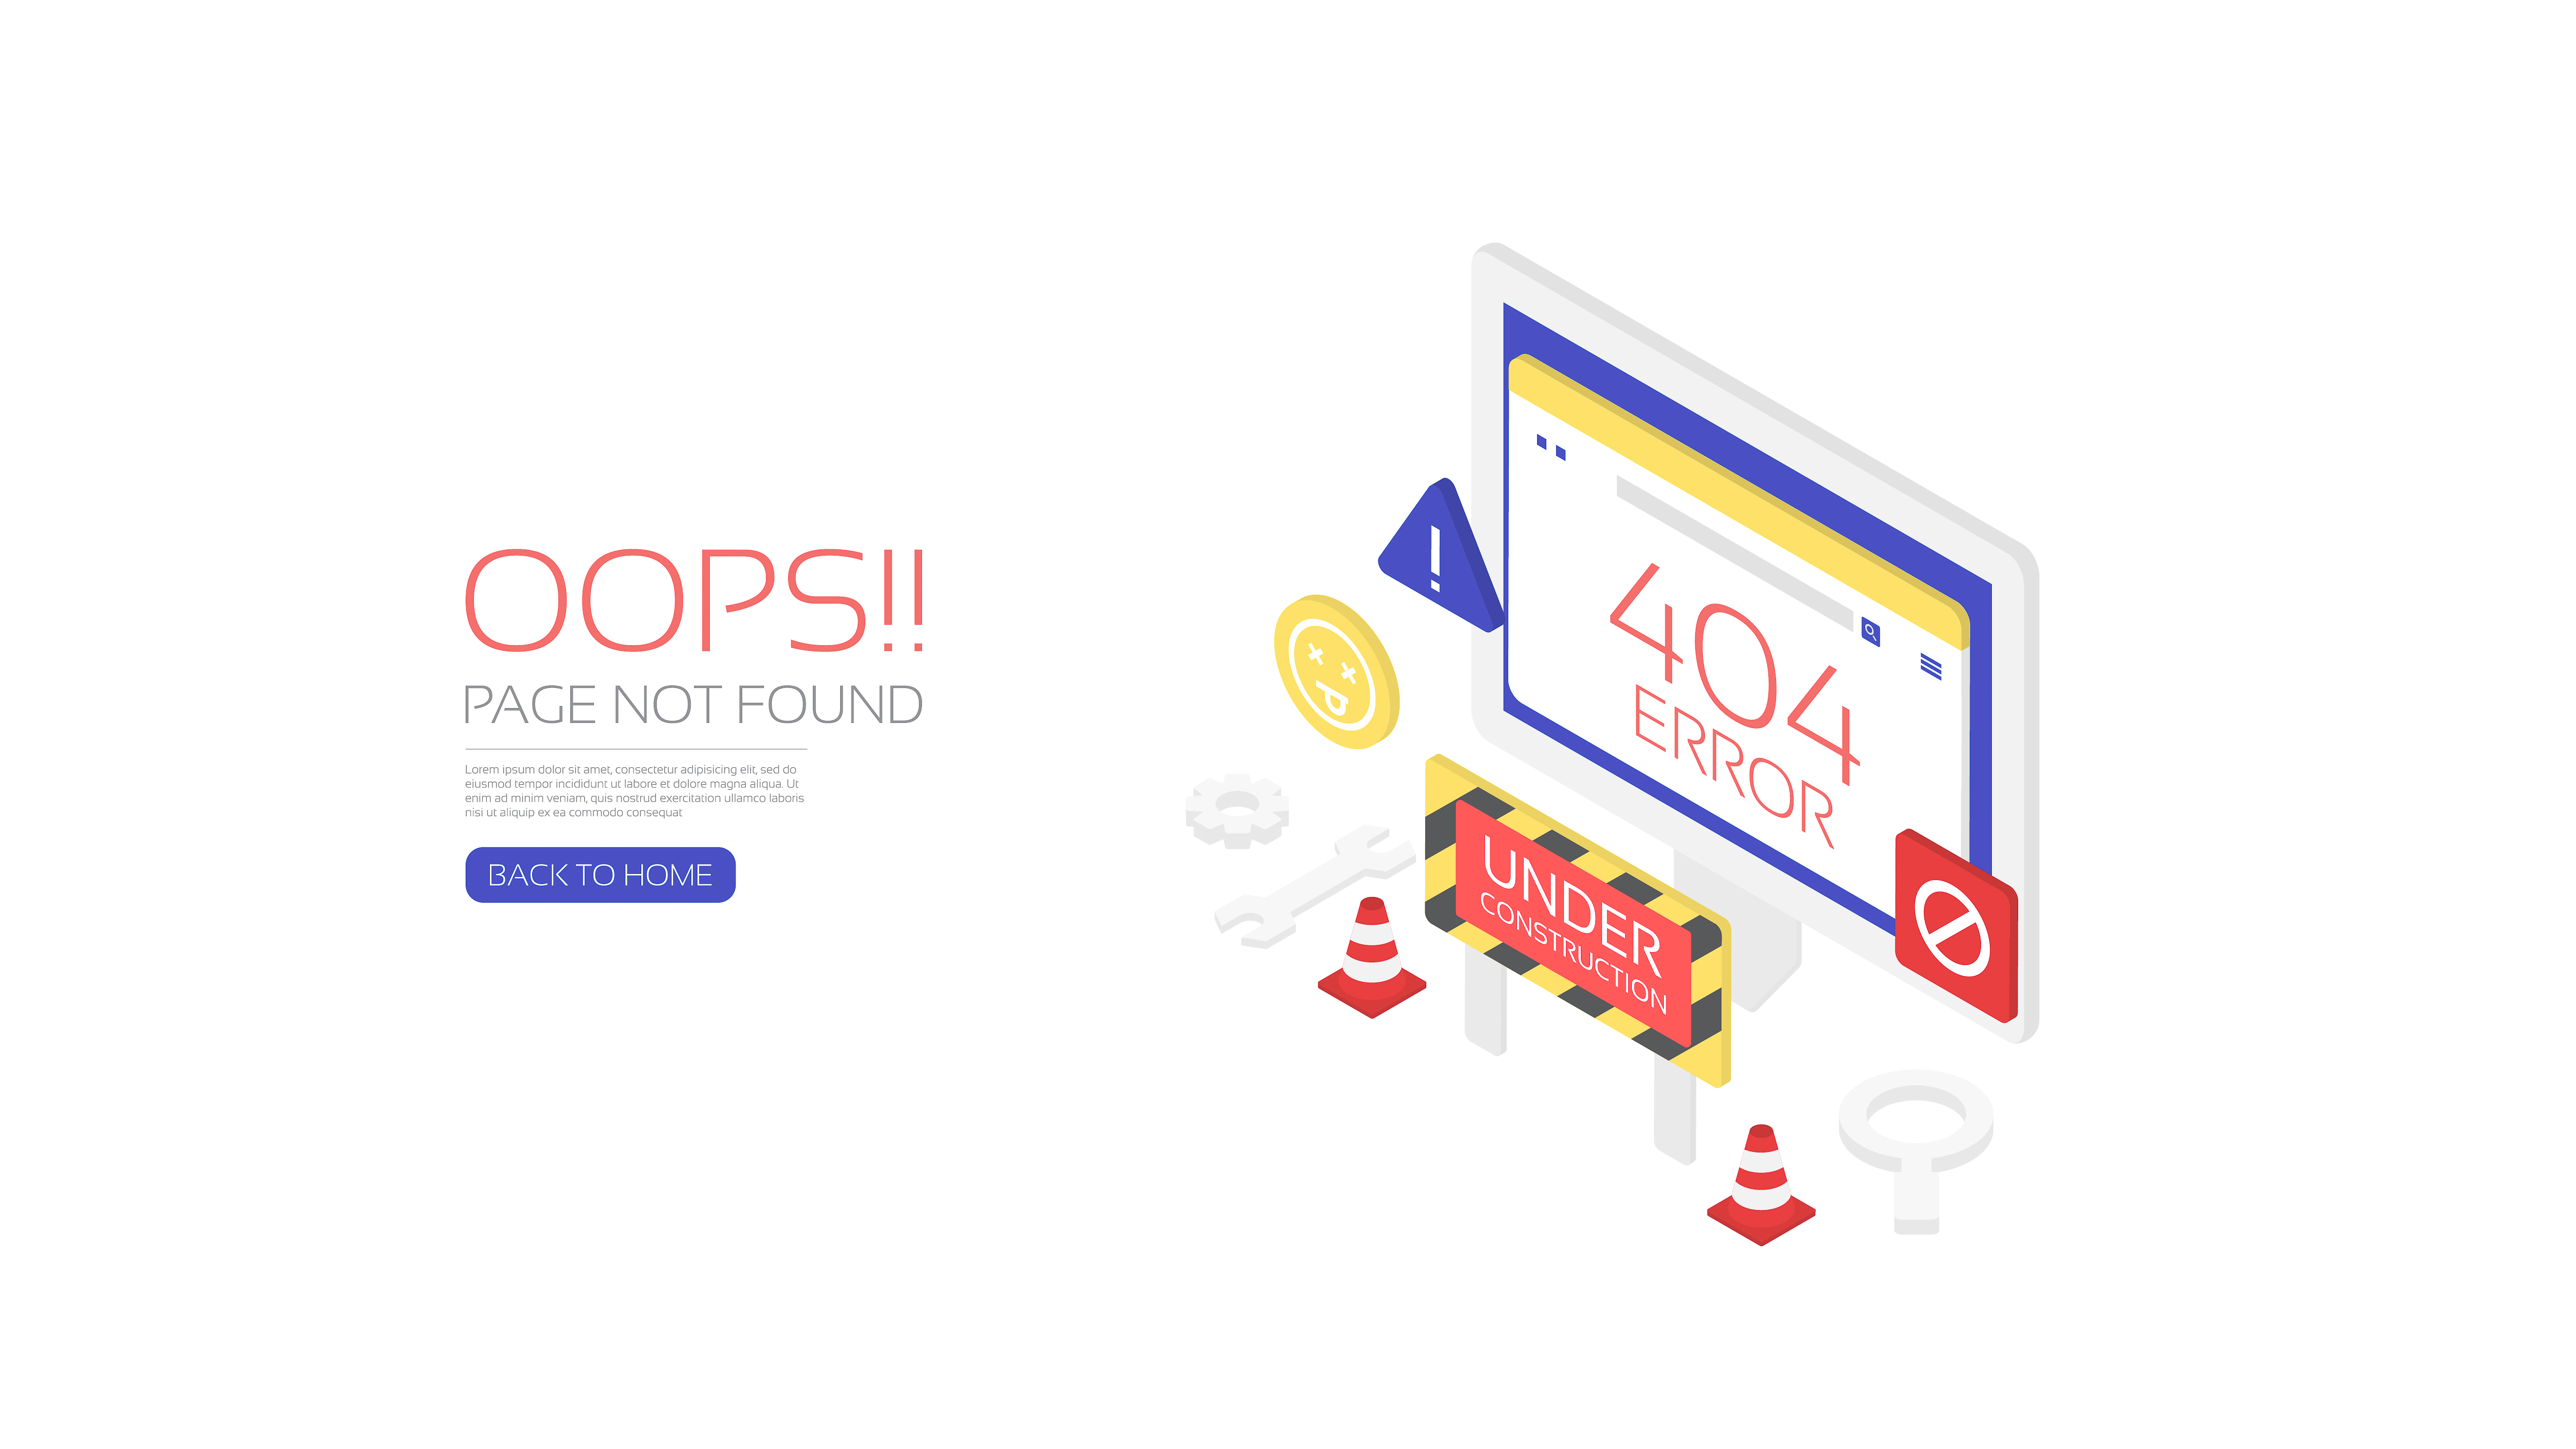 OOPS!!
PAGE NOT FOUND
Lorem ipsum dolor sit amet, consectetur adipisicing elit, sed do
eiusmod tempor incididunt ut labore et dolore magna aliqua. Ut
enim ad minim veniam, quis nostrud exercitation ullamco laboris
nisi ut aliquip ex ea commodo consequat
BACK TO HOME
404
ERROR
UNDER
CONSTRUCTION